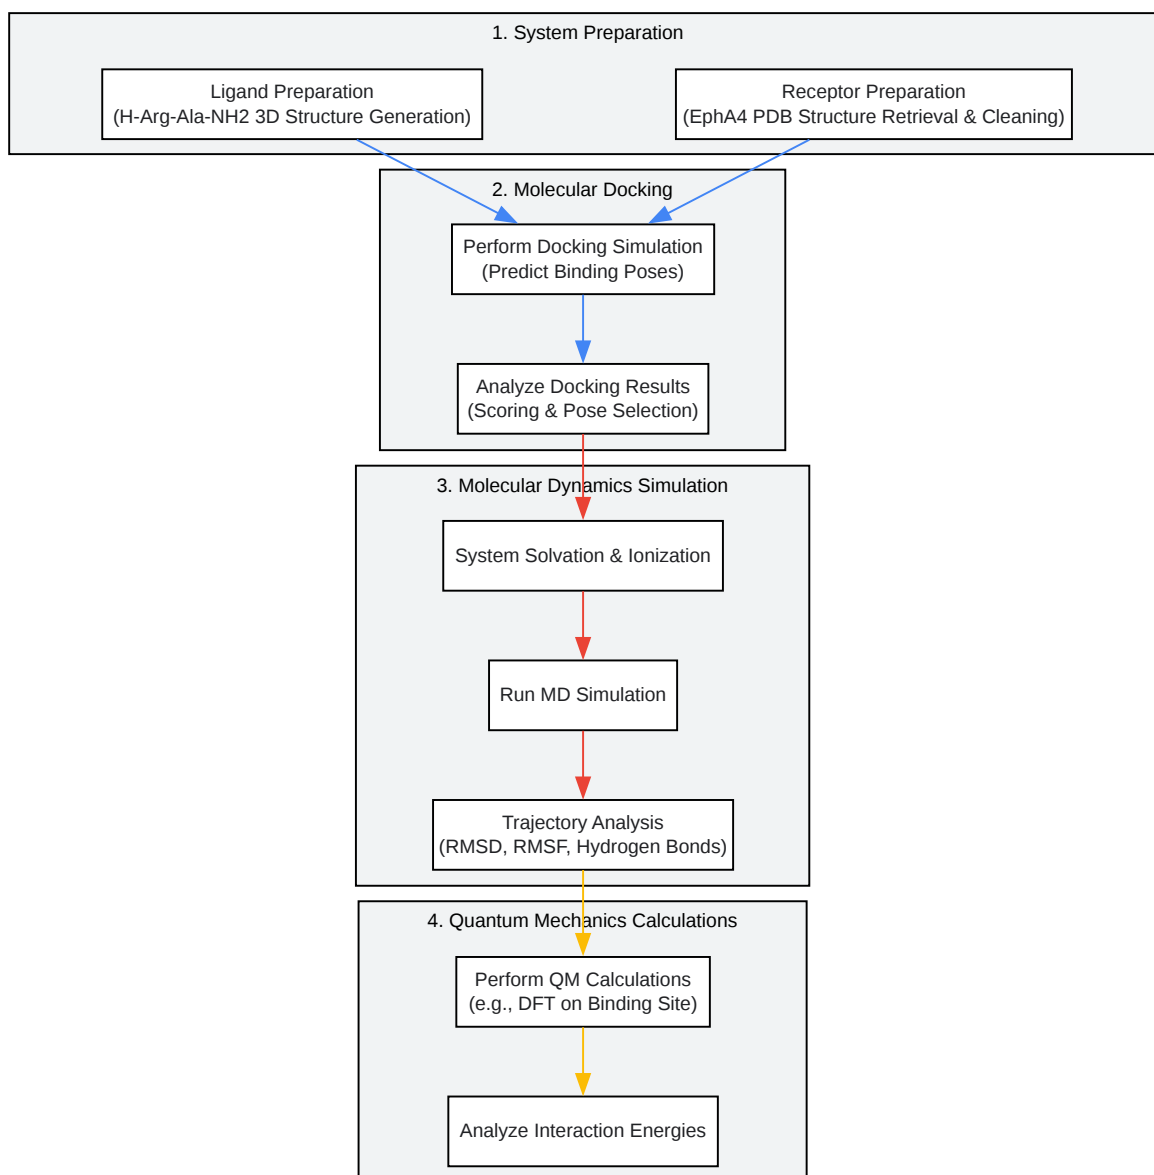 1. System Preparation
Ligand Preparation
(H-Arg-Ala-NH2 3D Structure Generation)
Receptor Preparation
(EphA4 PDB Structure Retrieval & Cleaning)
2. Molecular Docking
Perform Docking Simulation
(Predict Binding Poses)
Analyze Docking Results
(Scoring & Pose Selection)
3. Molecular Dynamics Simulation
System Solvation & Ionization
Run MD Simulation
Trajectory Analysis
(RMSD, RMSF, Hydrogen Bonds)
4. Quantum Mechanics Calculations
Perform QM Calculations
(e.g., DFT on Binding Site)
Analyze Interaction Energies